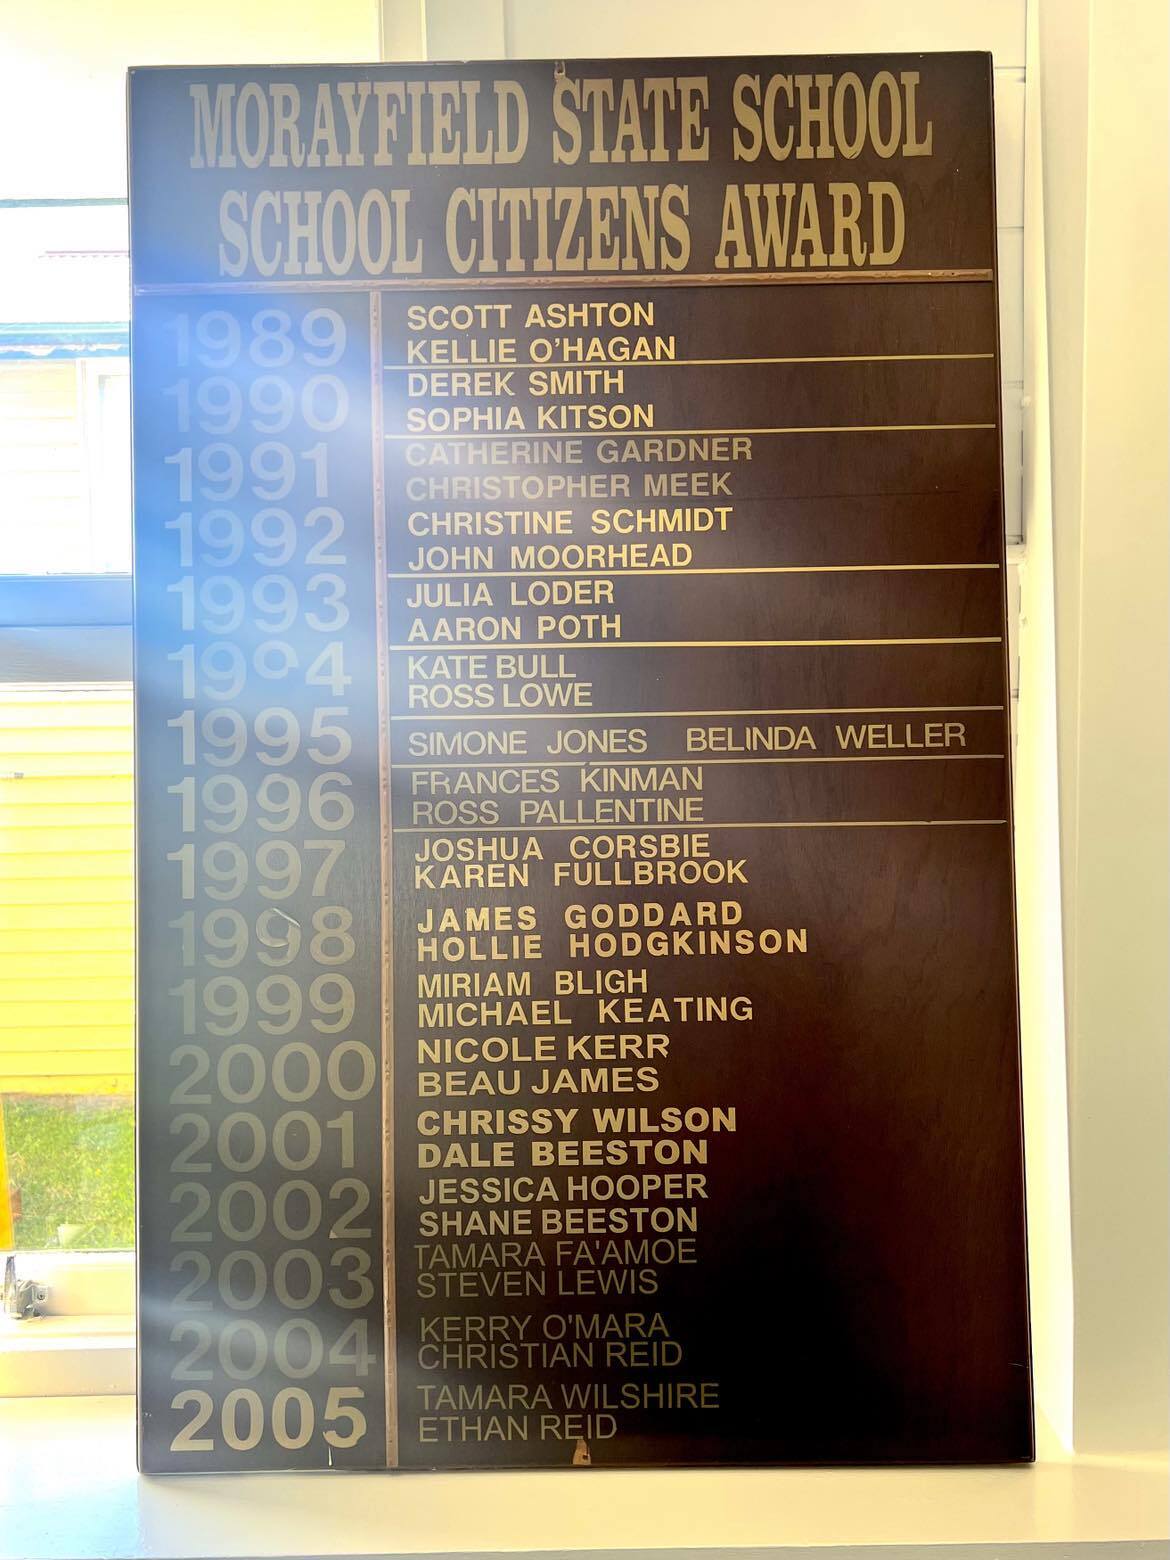 MORAYFIELD STATE SCHOOL
SCHOOL CITIZENS AWARD
1989
SCOTT ASHTON
KELLIE O'HAGAN
1990
DEREK SMITH
SOPHIA KITSON
1991
CATHERINE GARDNER
CHRISTOPHER MEEK
1992
CHRISTINE SCHMIDT
JOHN MOORHEAD
1993
JULIA LODER
AARON POTH
1994
KATE BULL
ROSS LOWE
1995
SIMONE JONES BELINDA WELLER
1996
FRANCES KINMAN
ROSS PALLENTINE
1997
JOSHUA CORSBIE
KAREN FULLBROOK
1998
JAMES GODDARD
HOLLIE HODGKINSON
1999
MIRIAM BLIGH
MICHAEL KEATING
2000
NICOLE KERR
BEAU JAMES
2001
CHRISSY WILSON
DALE BEESTON
2002
JESSICA HOOPER
SHANE BEESTON
2003
TAMARA FA'AMOE
STEVEN LEWIS
2004
KERRY O'MARA
CHRISTIAN REID
2005
TAMARA WILSHIRE
ETHAN REID